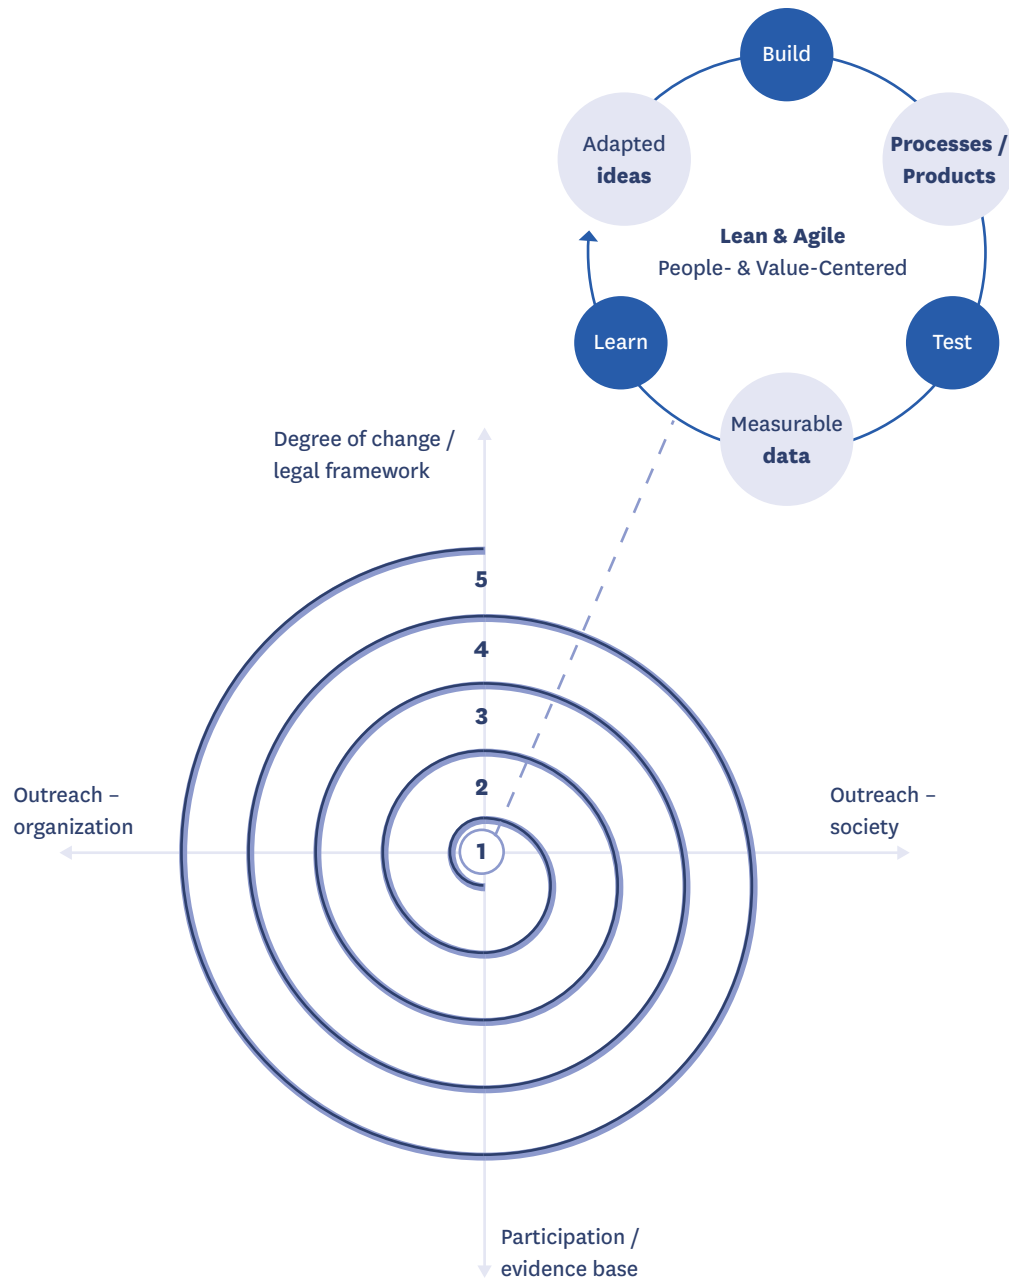 Build
Adapted
ideas
Processes /
Products
Lean & Agile
People- & Value-Centered
Learn
Test
Measurable
data
Degree of change /
legal framework
5
4
3
2
Outreach –
organization
Outreach –
society
1
Participation /
evidence base